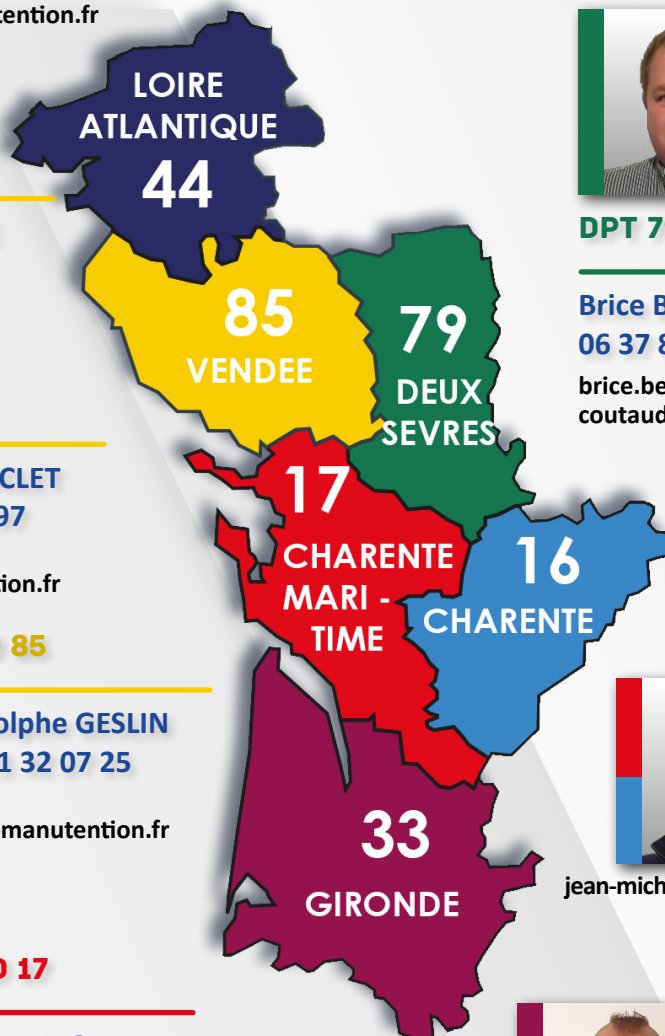 tention.fr
LOIRE
ATLANTIQUE
44
85
VENDEE
79
DEUX
SEVRES
17
CHARENTE
MARI -
TIME
16
CHARENTE
33
GIRONDE
CLET
97
tion.fr
85
olphe GESLIN
1 32 07 25
manutention.fr
17
DPT 7
Brice B
06 37 8
brice.be
coutaud
jean-mich